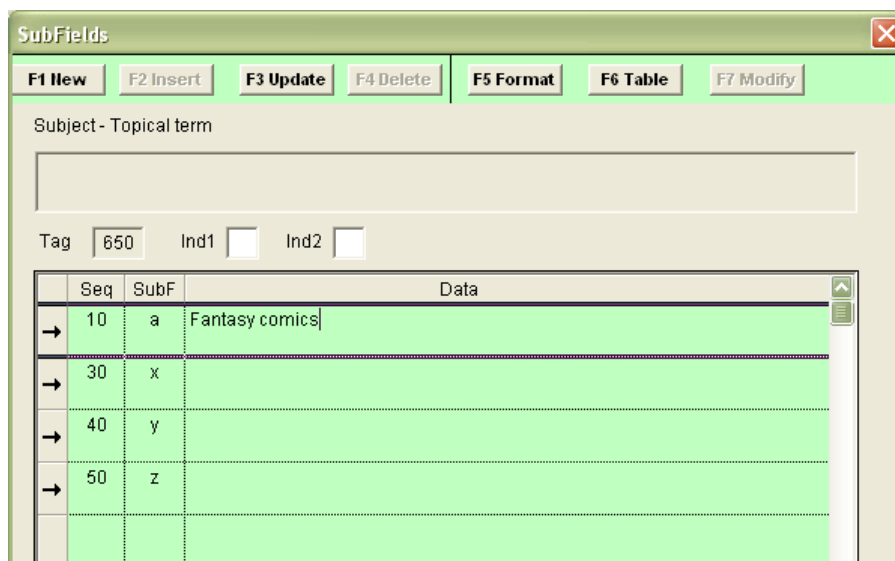 SubFields
F1 New F2 Insert F3 Update F4 Delete F5 Format F6 Table F7 Modify
Subject - Topical term
Tag 650 Ind1 Ind2
Seq SubF Data
10 a Fantasy comics
30 x
40 y
50 z